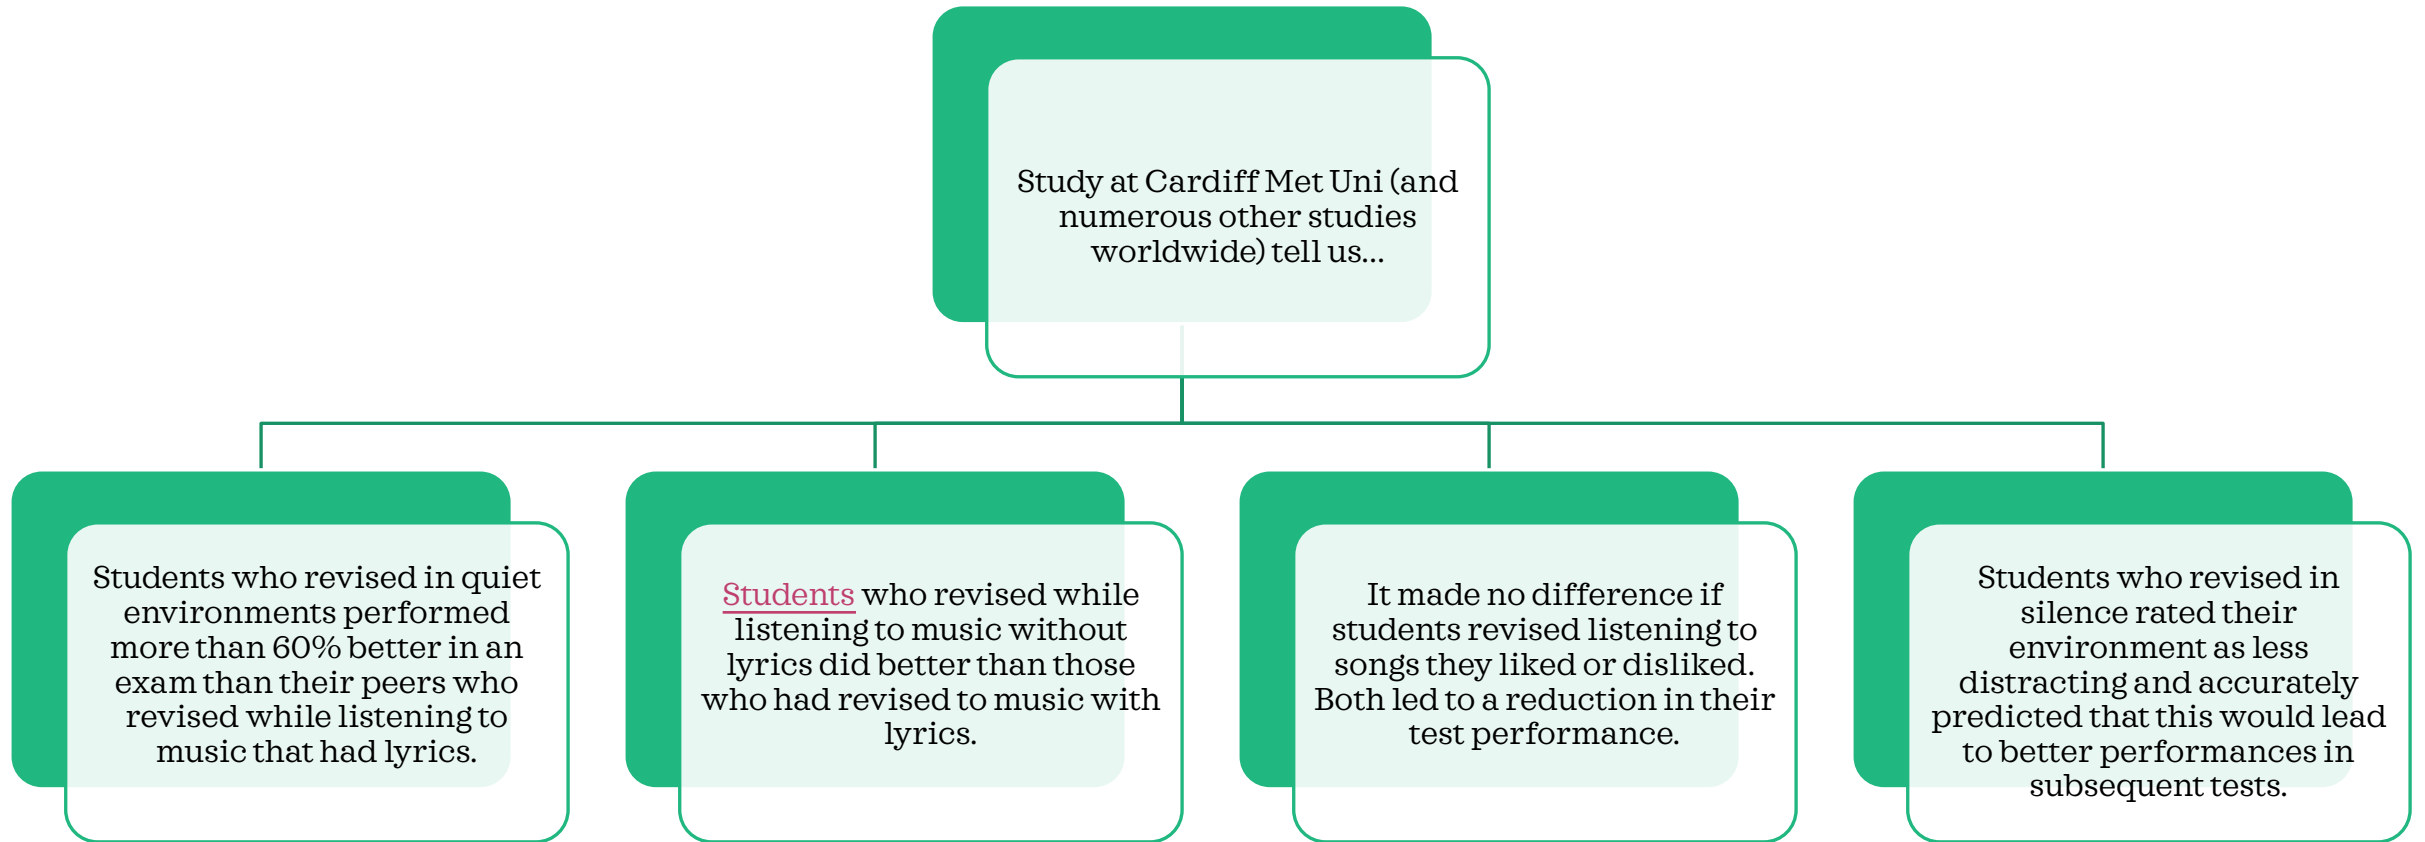 Study at Cardiff Met Uni (and
numerous other studies
worldwide) tell us...
Students who revised in quiet
environments performed
more than 60% better in an
exam than their peers who
revised while listening to
music that had lyrics.
Students who revised while
listening to music without
lyrics did better than those
who had revised to music with
lyrics.
It made no difference if
students revised listening to
songs they liked or disliked.
Both led to a reduction in their
test performance.
Students who revised in
silence rated their
environment as less
distracting and accurately
predicted that this would lead
to better performances in
subsequent tests.